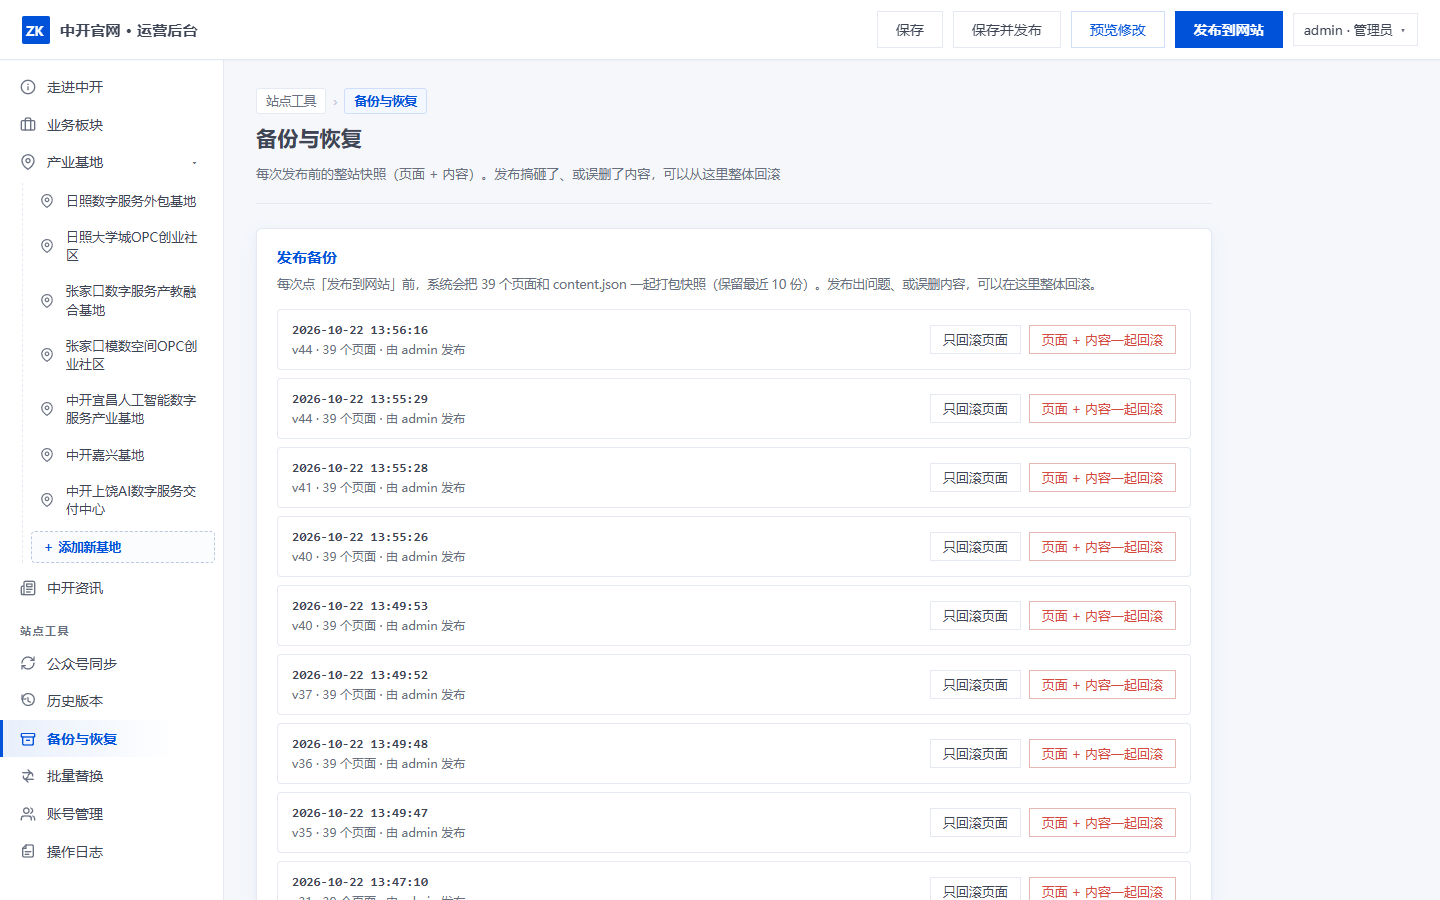 ZK 中开官网 • 运营后台
保存
保存并发布
预览修改
发布到网站
admin · 管理员
走进中开
业务板块
产业基地
日照数字服务外包基地
日照大学城OPC创业社
区
张家口数字服务产教融
合基地
张家口模数空间OPC创
业社区
中开宜昌人工智能数字
服务产业基地
中开嘉兴基地
中开上饶AI数字服务交
付中心
+ 添加新基地
中开资讯
站点工具
公众号同步
历史版本
备份与恢复
批量替换
账号管理
操作日志
站点工具 › 备份与恢复
备份与恢复
每次发布前的整站快照（页面 + 内容）。发布搞砸了、或误删了内容，可以从这里整体回滚
发布备份
每次点「发布到网站」前，系统会把 39 个页面和 content.json 一起打包快照（保留最近 10 份）。发布出问题、或误删内容，可以在这里整体回滚。
2026-10-22 13:56:16
v44 · 39 个页面 · 由 admin 发布
只回滚页面
页面 + 内容一起回滚
2026-10-22 13:55:29
v44 · 39 个页面 · 由 admin 发布
只回滚页面
页面 + 内容一起回滚
2026-10-22 13:55:28
v41 · 39 个页面 · 由 admin 发布
只回滚页面
页面 + 内容一起回滚
2026-10-22 13:55:26
v40 · 39 个页面 · 由 admin 发布
只回滚页面
页面 + 内容一起回滚
2026-10-22 13:49:53
v40 · 39 个页面 · 由 admin 发布
只回滚页面
页面 + 内容一起回滚
2026-10-22 13:49:52
v37 · 39 个页面 · 由 admin 发布
只回滚页面
页面 + 内容一起回滚
2026-10-22 13:49:48
v36 · 39 个页面 · 由 admin 发布
只回滚页面
页面 + 内容一起回滚
2026-10-22 13:49:47
v35 · 39 个页面 · 由 admin 发布
只回滚页面
页面 + 内容一起回滚
2026-10-22 13:47:10
只回滚页面
页面 + 内容一起回滚